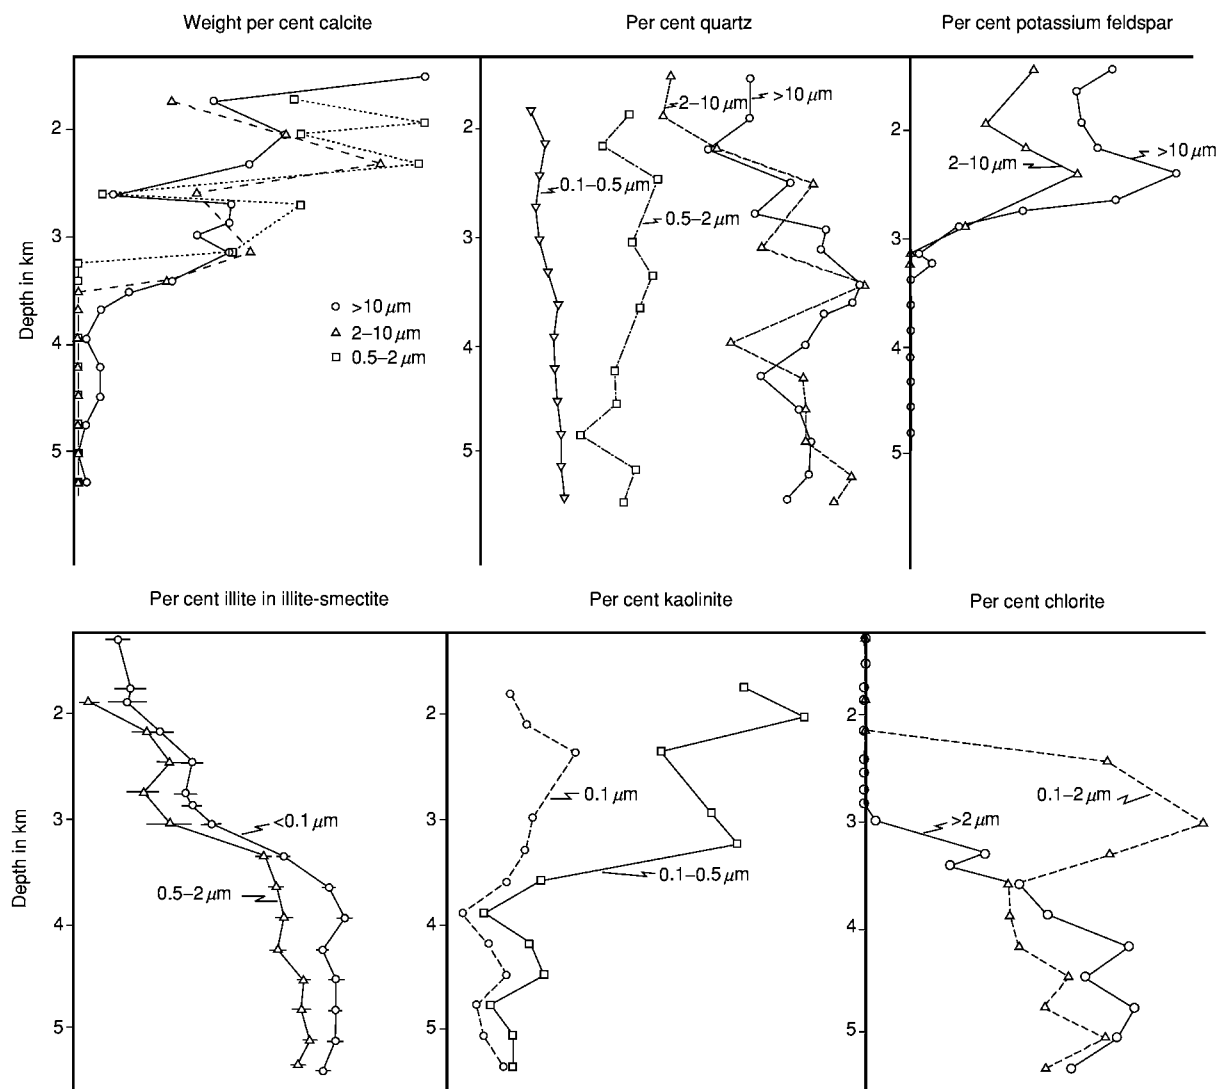 Weight per cent calcite
Per cent quartz
Per cent potassium feldspar
Depth in km
2
3
4
5
>10 μm
2–10 μm
0.5–2 μm
2
3
4
5
2–10 μm
>10 μm
0.1–0.5 μm
0.5–2 μm
2
3
4
5
2–10 μm
>10 μm
Per cent illite in illite-smectite
Per cent kaolinite
Per cent chlorite
Depth in km
2
3
4
5
<0.1 μm
0.5–2 μm
2
3
4
5
0.1 μm
0.1–0.5 μm
2
3
4
5
0.1–2 μm
>2 μm